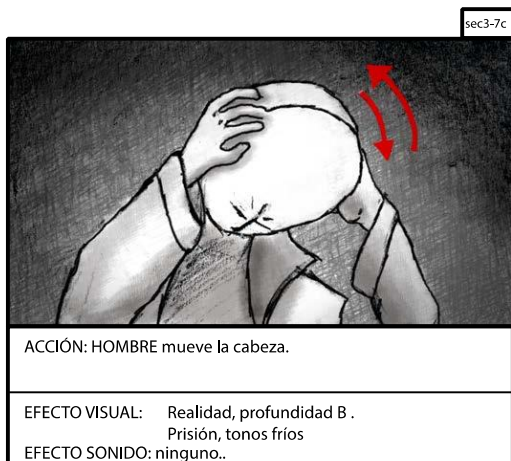 sec3-7c
ACCIÓN: HOMBRE mueve la cabeza.
EFECTO VISUAL: Realidad, profundidad B .
Prisión, tonos fríos
EFECTO SONIDO: ninguno..